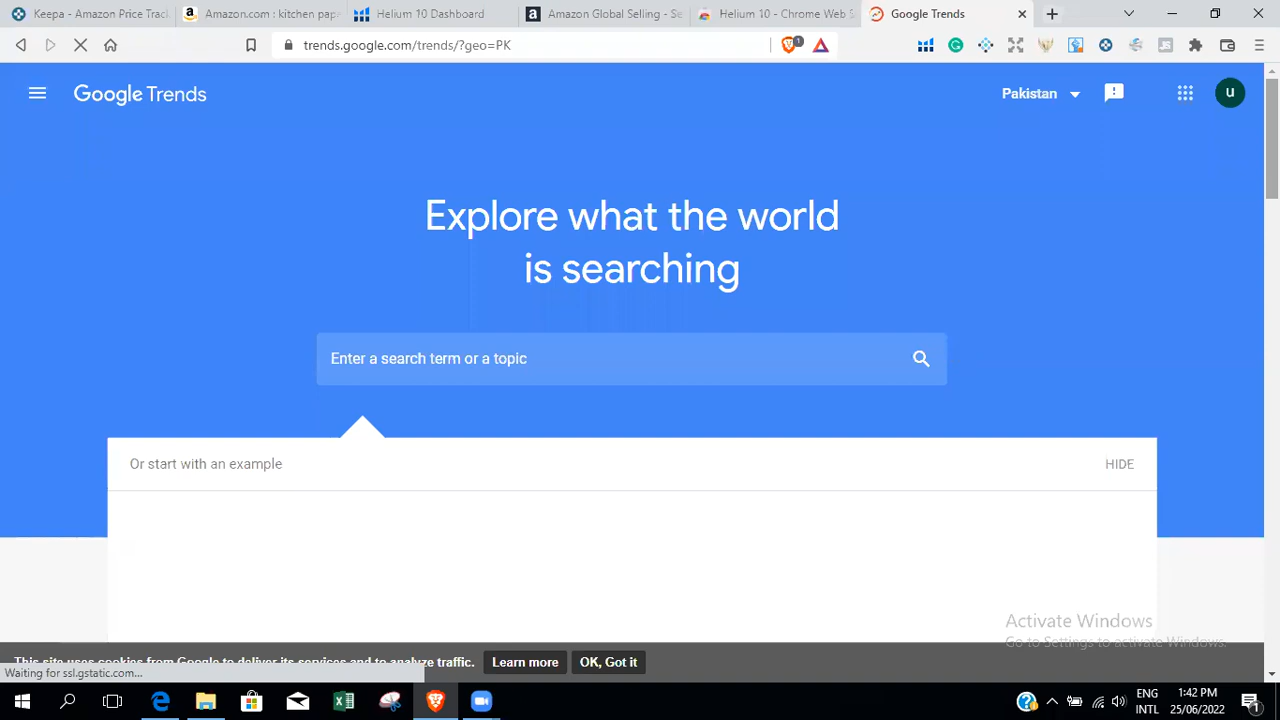 Keepa - Amazon Price Track
Amazon.com : kitchen pape
Helium 10 Dashboard
Amazon Global Selling - Se
Helium 10 - Chrome Web S
Google Trends
trends.google.com/trends/?geo=PK
1
Google Trends
Pakistan
u
Explore what the world
is searching
Enter a search term or a topic
Or start with an example
HIDE
Activate Windows
Go to Settings to activate Windows.
This site uses cookies from Google to deliver its services and to analyze traffic.
Learn more
OK, Got it
Waiting for ssl.gstatic.com...
ENG
INTL
1:42 PM
25/06/2022
1